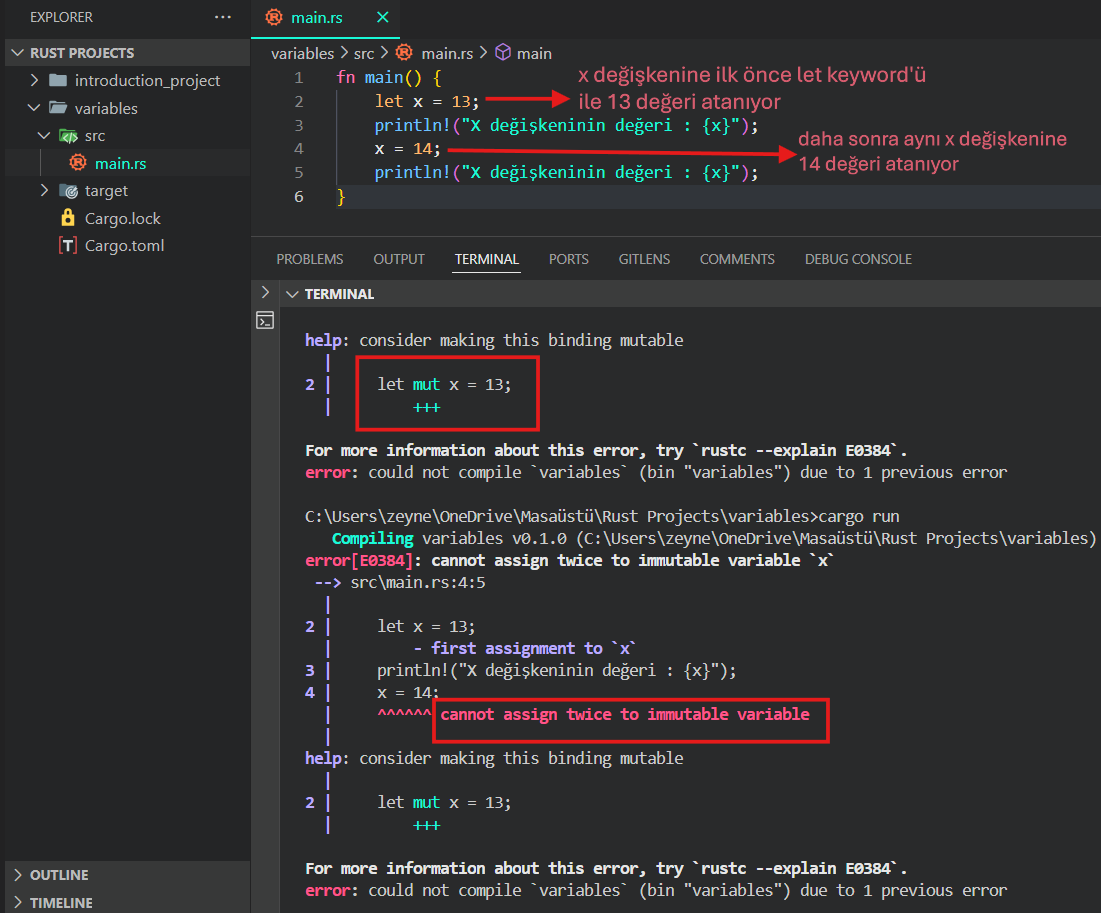 EXPLORER
···
main.rs
RUST PROJECTS
introduction_project
variables
src
main.rs
target
Cargo.lock
Cargo.toml
OUTLINE
TIMELINE
variables > src > main.rs > main
1 fn main() {
2 let x = 13;
x değişkenine ilk önce let keyword'ü
ile 13 değeri atanıyor
3 println!("X değişkeninin değeri : {x}");
4 x = 14;
daha sonra aynı x değişkenine
14 değeri atanıyor
5 println!("X değişkeninin değeri : {x}");
6 }
PROBLEMS OUTPUT TERMINAL PORTS GITLENS COMMENTS DEBUG CONSOLE
TERMINAL
help: consider making this binding mutable
|
2 | let mut x = 13;
| +++
For more information about this error, try `rustc --explain E0384`.
error: could not compile `variables` (bin "variables") due to 1 previous error
C:\Users\zeyne\OneDrive\Masaüstü\Rust Projects\variables>cargo run
Compiling variables v0.1.0 (C:\Users\zeyne\OneDrive\Masaüstü\Rust Projects\variables)
error[E0384]: cannot assign twice to immutable variable `x`
--> src\main.rs:4:5
|
2 | let x = 13;
| - first assignment to `x`
3 | println!("X değişkeninin değeri : {x}");
4 | x = 14;
| ^^^^^^ cannot assign twice to immutable variable
|
help: consider making this binding mutable
|
2 | let mut x = 13;
| +++
For more information about this error, try `rustc --explain E0384`.
error: could not compile `variables` (bin "variables") due to 1 previous error